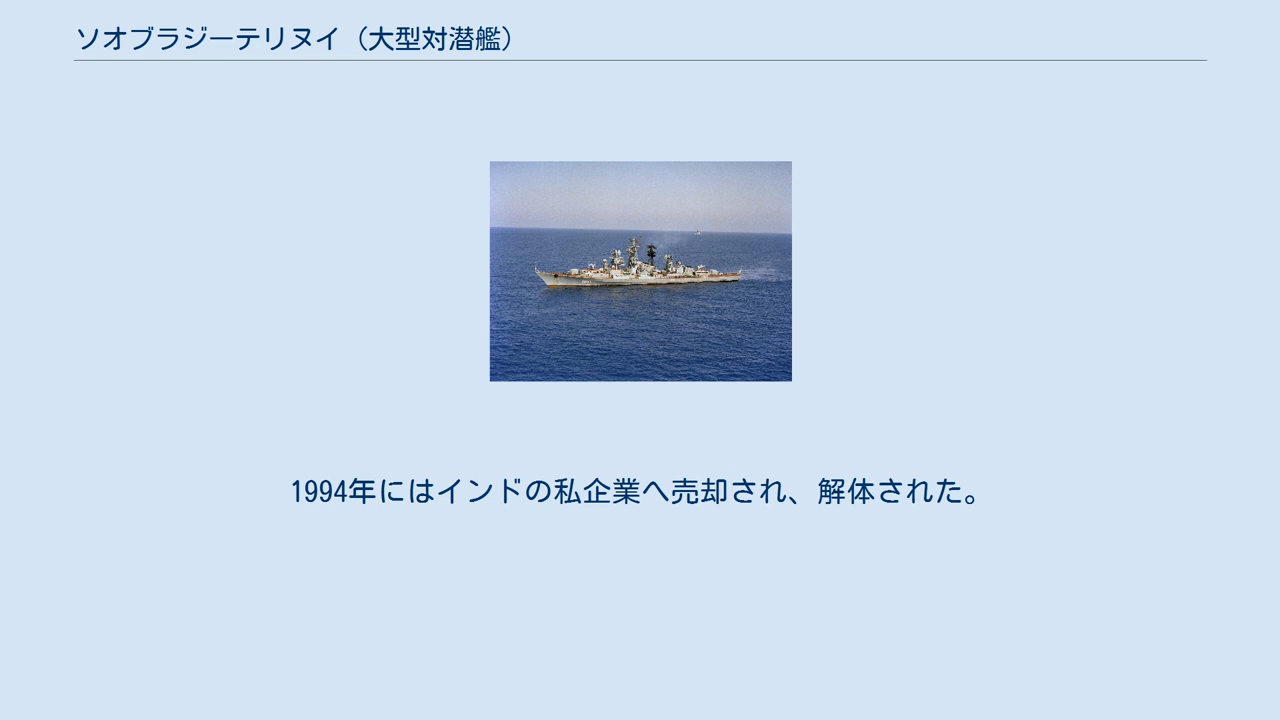 ソオブラジーテリヌイ（大型対潜艦）
1994年にはインドの私企業へ売却され、解体された。